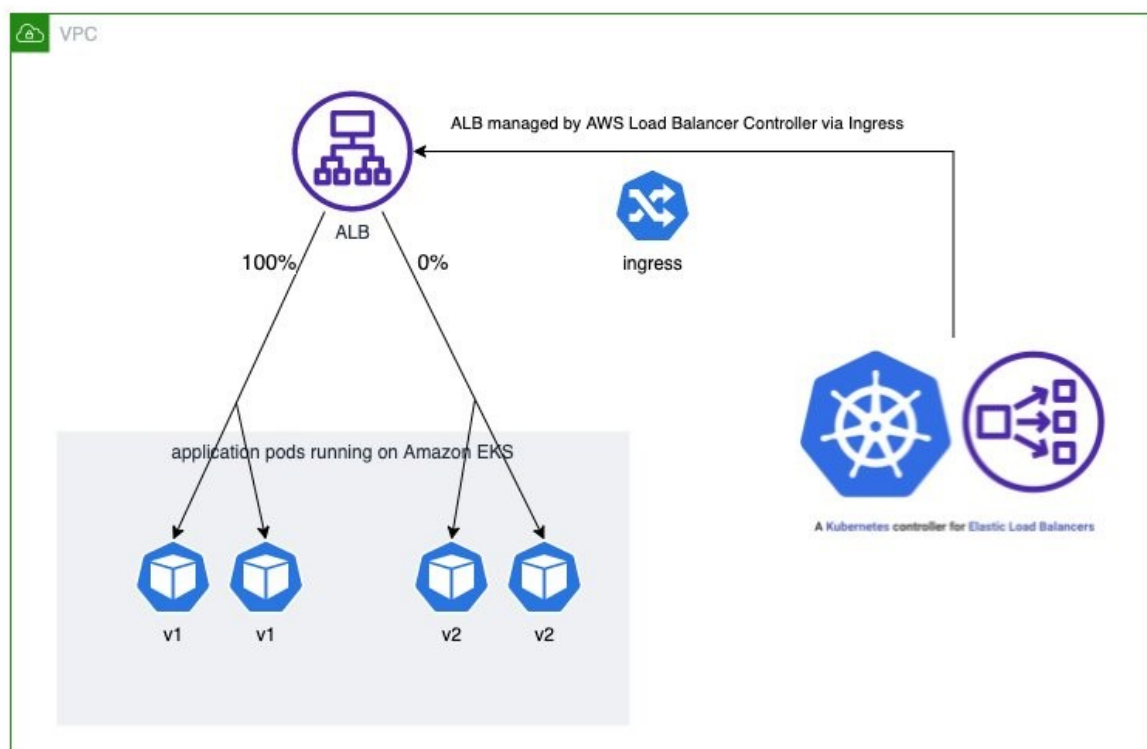 VPC
ALB managed by AWS Load Balancer Controller via Ingress
ALB
100%
0%
ingress
application pods running on Amazon EKS
A Kubernetes controller for Elastic Load Balancers
v1
v1
v2
v2